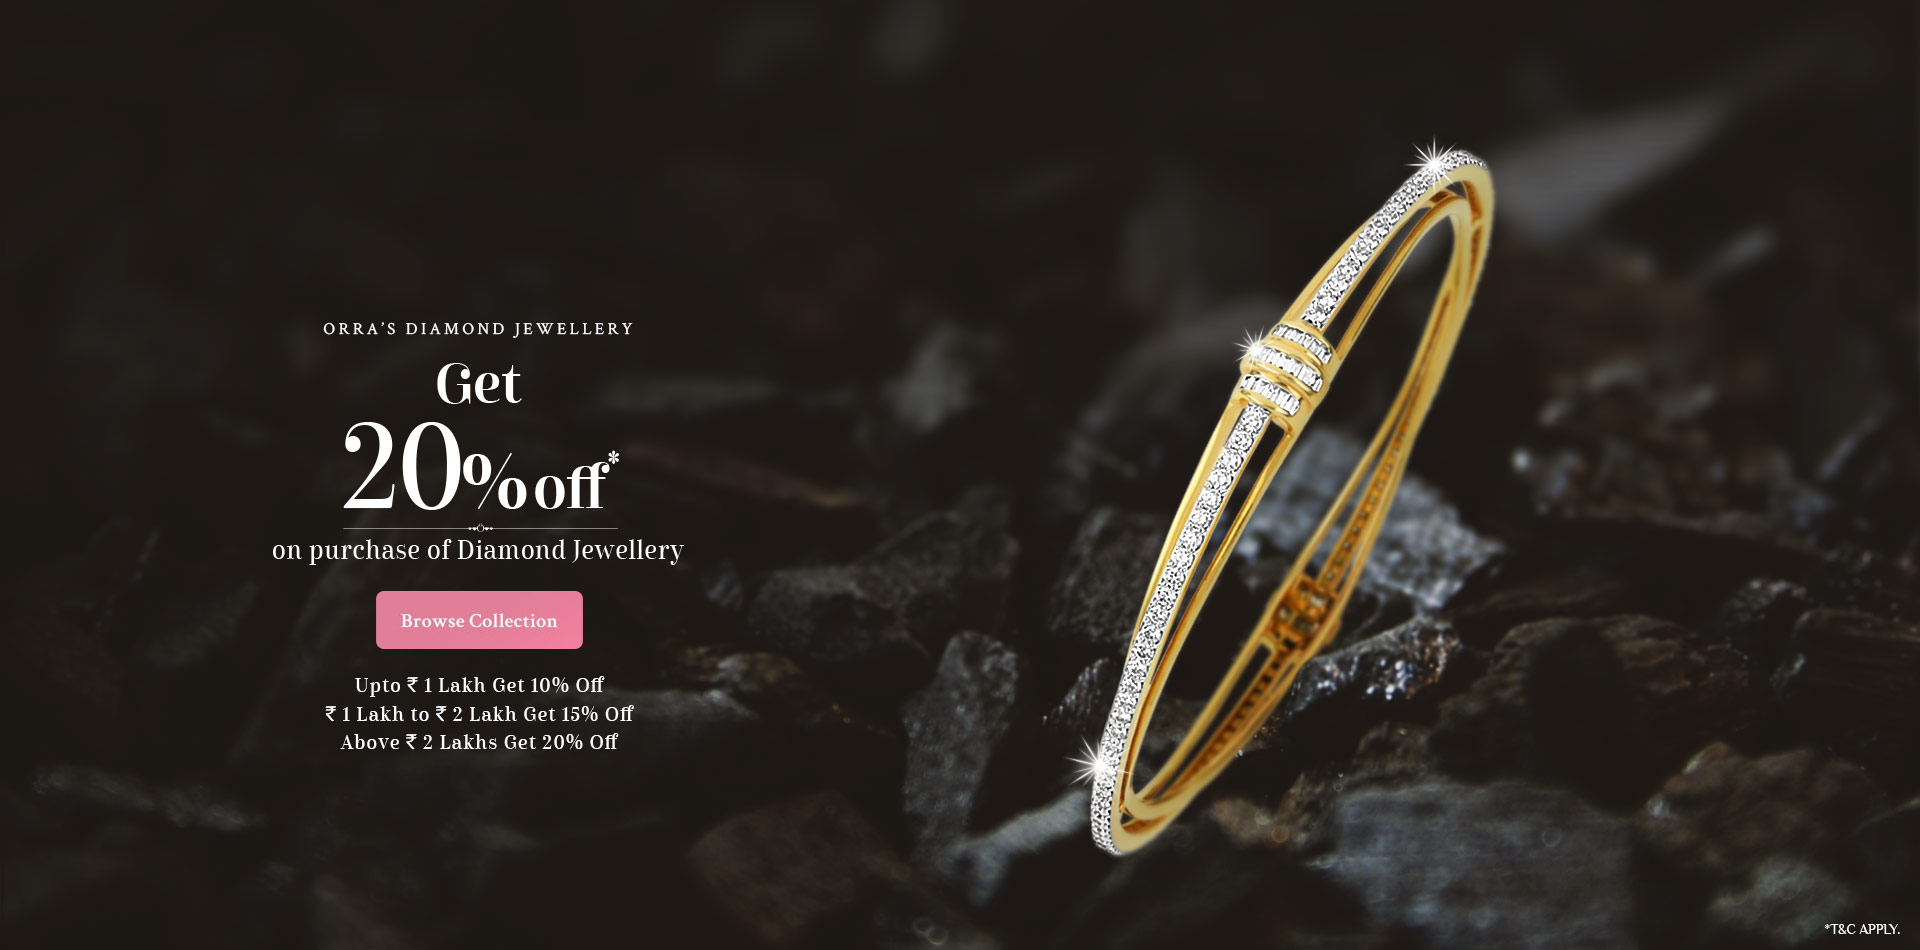 ORRA'S DIAMOND JEWELLERY
Get
20% off*
on purchase of Diamond Jewellery
Browse Collection
Upto ₹ 1 Lakh Get 10% Off
₹ 1 Lakh to ₹ 2 Lakh Get 15% Off
Above ₹ 2 Lakhs Get 20% Off
*T&C APPLY.